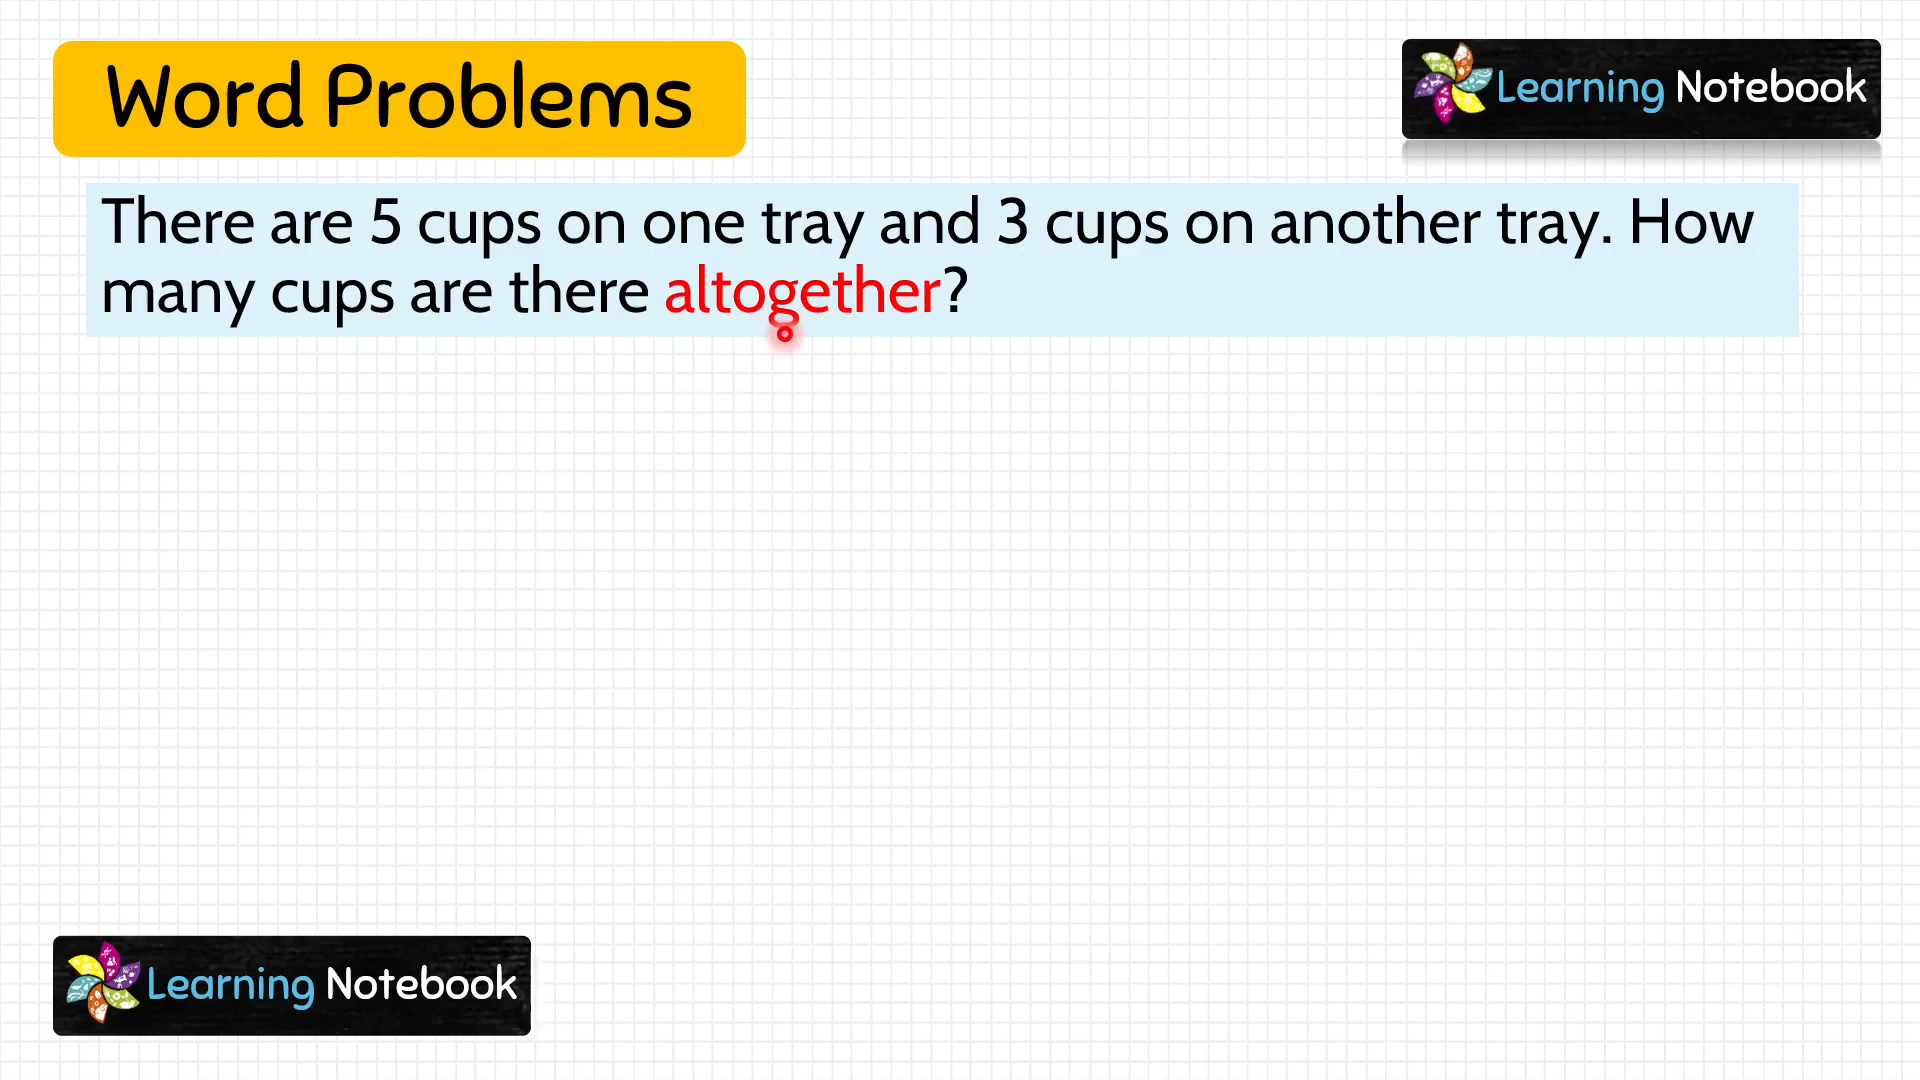 Word Problems
Learning Notebook
There are 5 cups on one tray and 3 cups on another tray. How
many cups are there altogether?
Learning Notebook